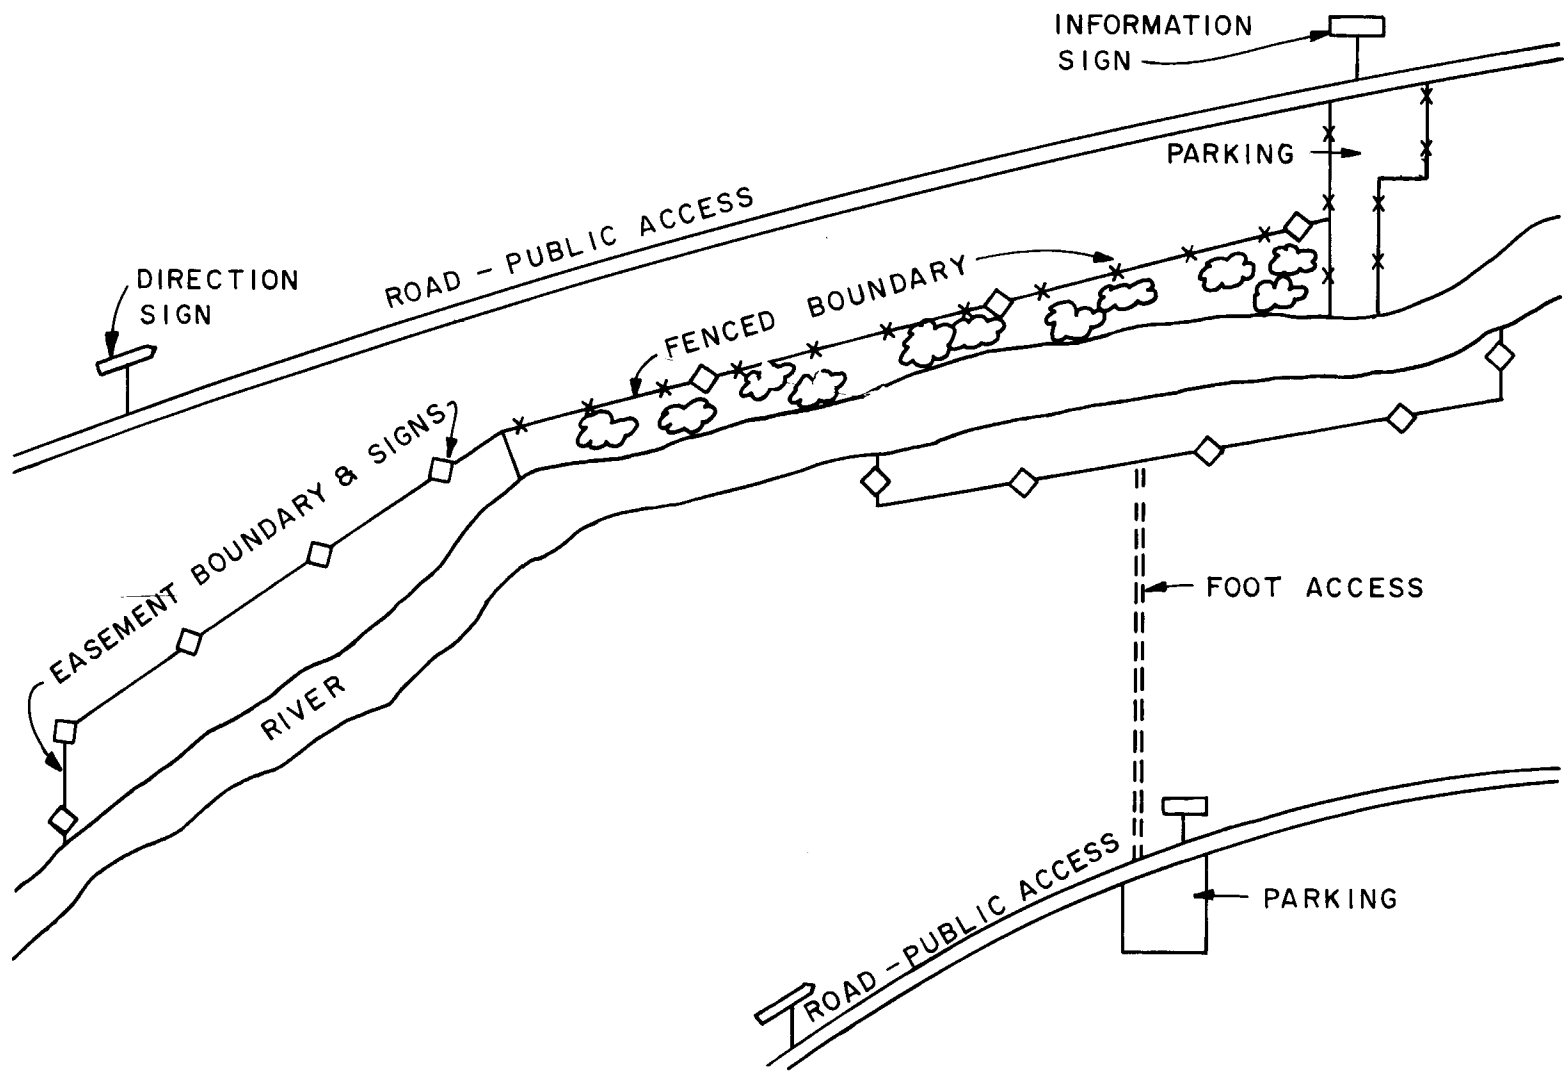 INFORMATION
SIGN
PARKING
ROAD - PUBLIC ACCESS
DIRECTION
SIGN
FENCED BOUNDARY
EASEMENT BOUNDARY & SIGNS
RIVER
FOOT ACCESS
ROAD - PUBLIC ACCESS
PARKING